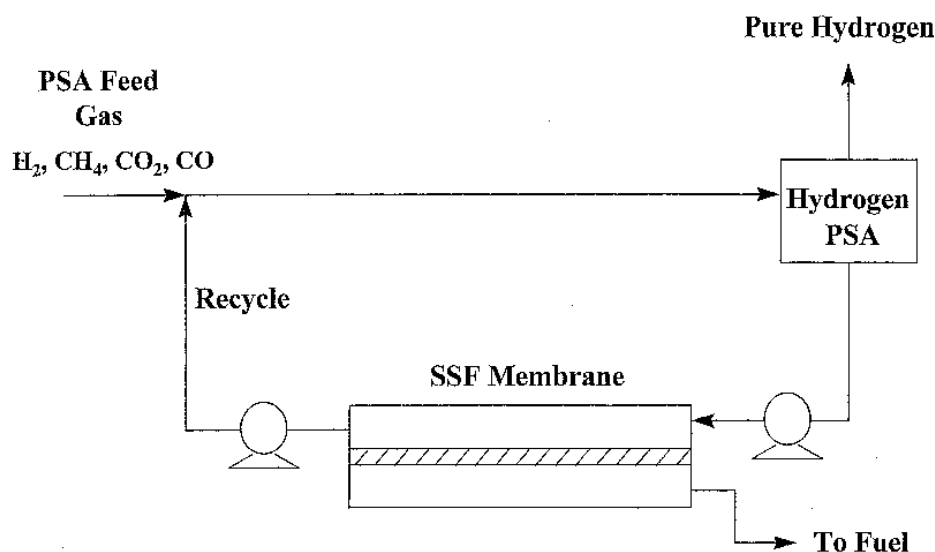 Pure Hydrogen
PSA Feed
Gas
H₂, CH₄, CO₂, CO
Hydrogen
PSA
Recycle
SSF Membrane
To Fuel